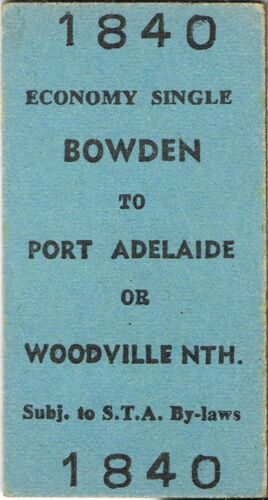 1840
ECONOMY SINGLE
BOWDEN
TO
PORT ADELAIDE
OR
WOODVILLE NTH.
Subj. to S.T.A. By-laws
1840